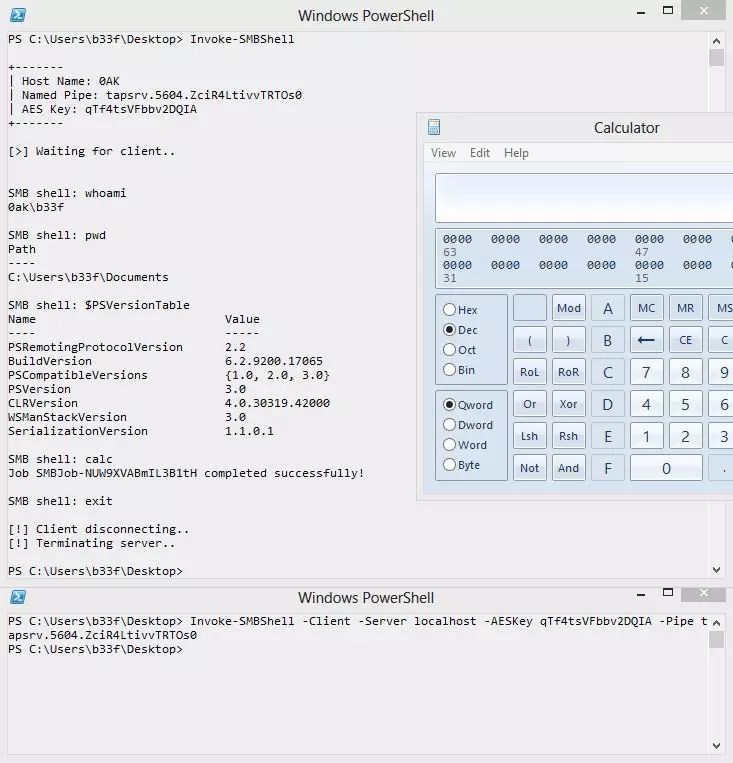 Windows PowerShell
PS C:\Users\b33f\Desktop> Invoke-SMBShell
+-------
| Host Name: 0AK
| Named Pipe: tapsrv.5604.ZciR4LtivvTRTOs0
| AES Key: qTf4tsVFbbv2DQIA
+-------
[>] Waiting for client..
SMB shell: whoami
0ak\b33f
SMB shell: pwd
Path
----
C:\Users\b33f\Documents
SMB shell: $PSVersionTable
Name Value
---- -----
PSRemotingProtocolVersion 2.2
BuildVersion 6.2.9200.17065
PSCompatibleVersions {1.0, 2.0, 3.0}
PSVersion 3.0
CLRVersion 4.0.30319.42000
WSManStackVersion 3.0
SerializationVersion 1.1.0.1
SMB shell: calc
Job SMBJob-NUW9XVABmIL3B1tH completed successfully!
SMB shell: exit
[!] Client disconnecting..
[!] Terminating server..
PS C:\Users\b33f\Desktop>
Calculator
View Edit Help
0000 0000 0000 0000 0000 0000 0000
63 47
0000 0000 0000 0000 0000 0000 0000
31 15
Hex Mod A MC MR MS
Dec
Oct ( ) B ← CE C
Bin RoL RoR C 7 8 9
Qword Or Xor D 4 5 6
Dword
Word Lsh Rsh E 1 2 3
Byte Not And F 0 .
Windows PowerShell
PS C:\Users\b33f\Desktop> Invoke-SMBShell -Client -Server localhost -AESKey qTf4tsVFbbv2DQIA -Pipe t
apsrv.5604.ZciR4LtivvTRTOs0
PS C:\Users\b33f\Desktop>